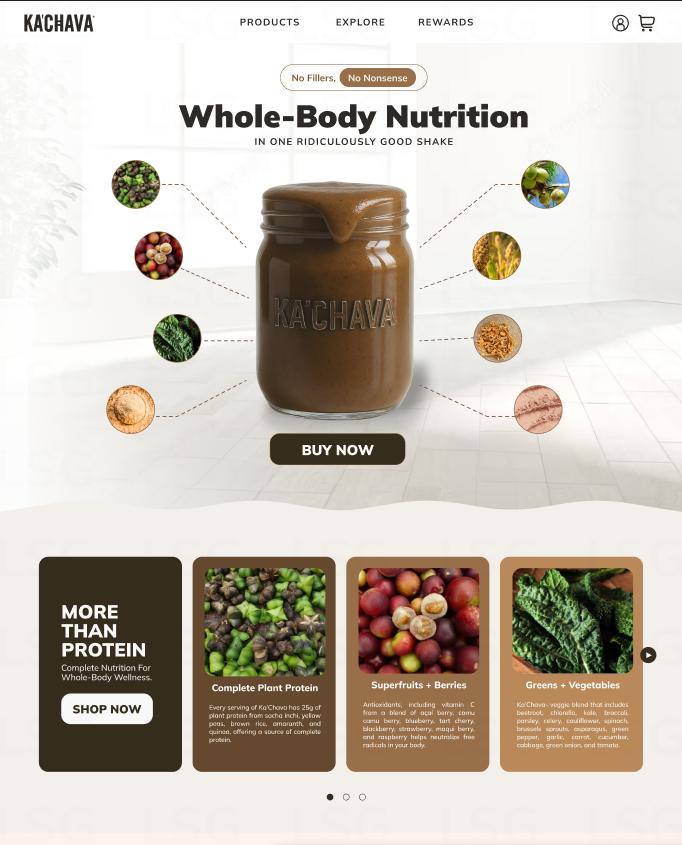 KA'CHAVA
PRODUCTS
EXPLORE
REWARDS
No Fillers, No Nonsense
Whole-Body Nutrition
IN ONE RIDICULOUSLY GOOD SHAKE
KA'CHAVA
BUY NOW
MORE
THAN
PROTEIN
Complete Nutrition For
Whole-Body Wellness.
SHOP NOW
Complete Plant Protein
Every serving of Ka'Chava has 25g of
plant protein from sacha inchi, yellow
peas, brown rice, amaranth, and
quinoa, offering a source of complete
protein.
Superfruits + Berries
Antioxidants, including vitamin C
from a blend of açaí berry, camu
camu berry, blueberry, tart cherry,
blackberry, strawberry, maqui berry,
and raspberry helps neutralize free
radicals in your body.
Greens + Vegetables
Ka'Chava- veggie blend that includes
beetroot, chlorella, kale, broccoli,
parsley, celery, cauliflower, spinach,
brussels sprouts, asparagus, green
pepper, garlic, carrot, cucumber,
cabbage, green onion, and tomato.
LSG